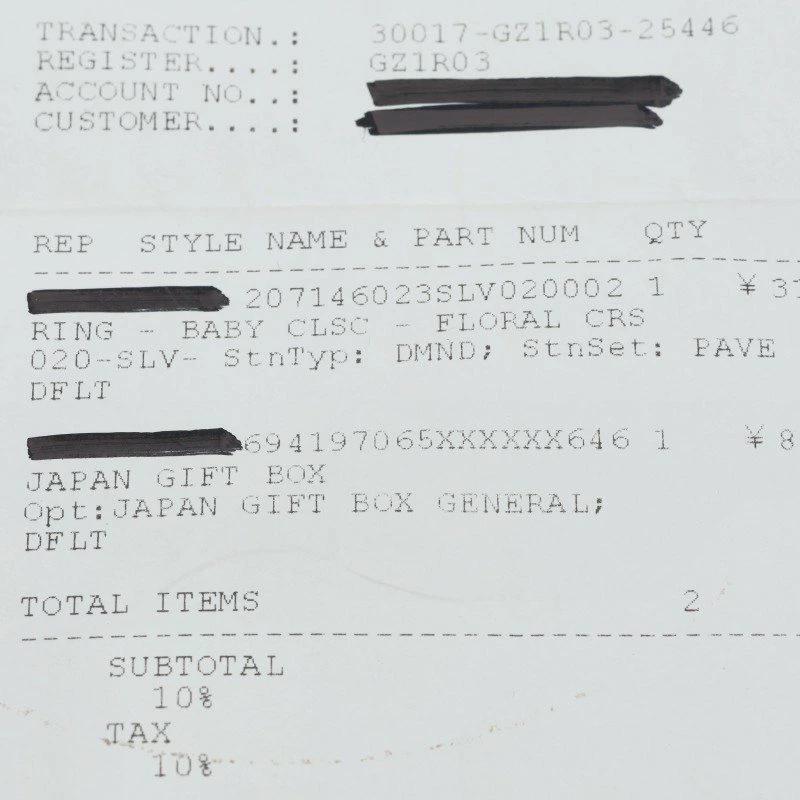 TRANSACTION.: 30017-GZ1R03-25446
REGISTER....: GZ1R03
ACCOUNT NO..:
CUSTOMER....:
REP STYLE NAME & PART NUM QTY
207146023SLV020002 1 ¥ 31
RING - BABY CLSC - FLORAL CRS
020-SLV- StnTyp: DMND; StnSet: PAVE
DFLT
694197065XXXXXX646 1 ¥ 8
JAPAN GIFT BOX
Opt:JAPAN GIFT BOX GENERAL;
DFLT
TOTAL ITEMS 2
SUBTOTAL
10%
TAX
10%